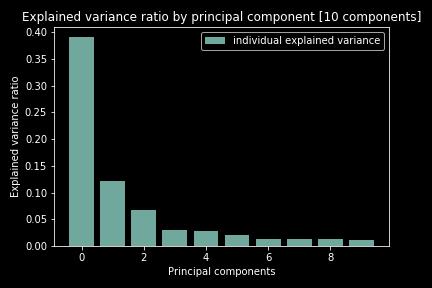 Explained variance ratio by principal component [10 components]
individual explained variance
Explained variance ratio
0.40
0.35
0.30
0.25
0.20
0.15
0.10
0.05
0.00
0 2 4 6 8
Principal components